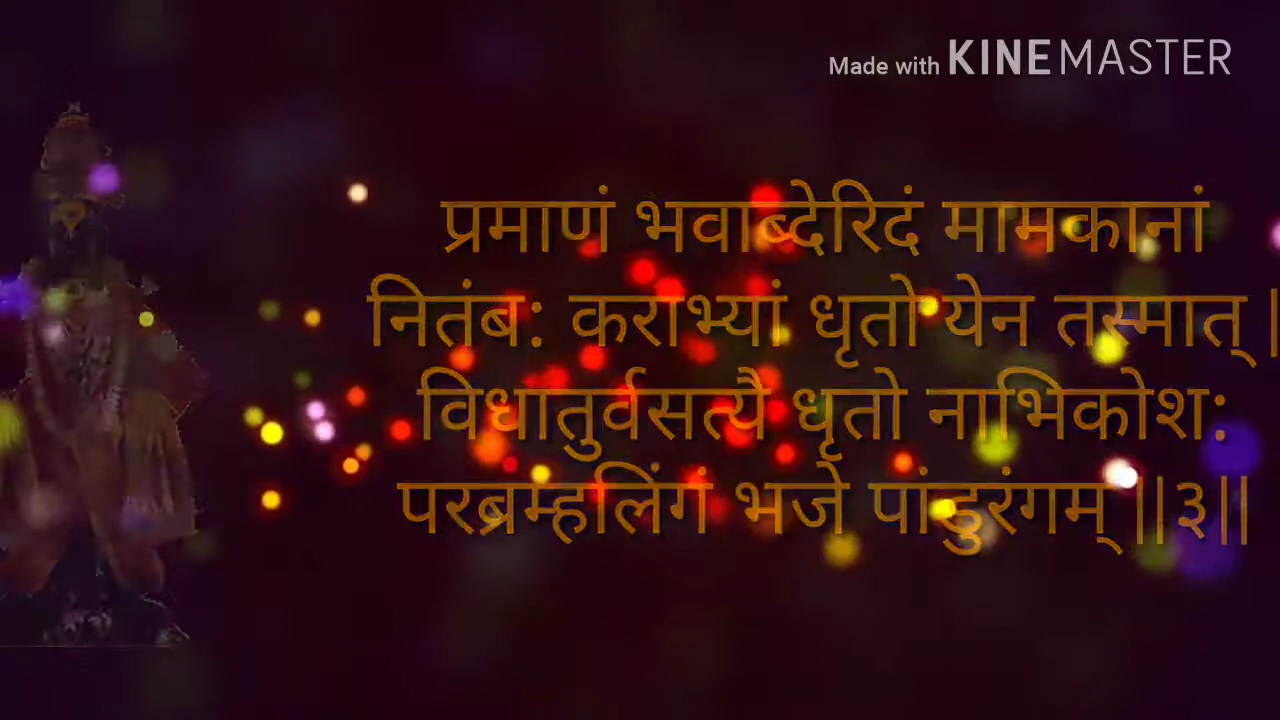 Made with KINEMASTER
प्रमाणं भवाब्देरिदं मामकानां
नितंब: कराभ्यां धृतो येन तस्मात् |
विधातुर्वसत्यै धृतो नाभिकोश:
परब्रम्हलिंगं भजे पांडुरंगम् ||३||